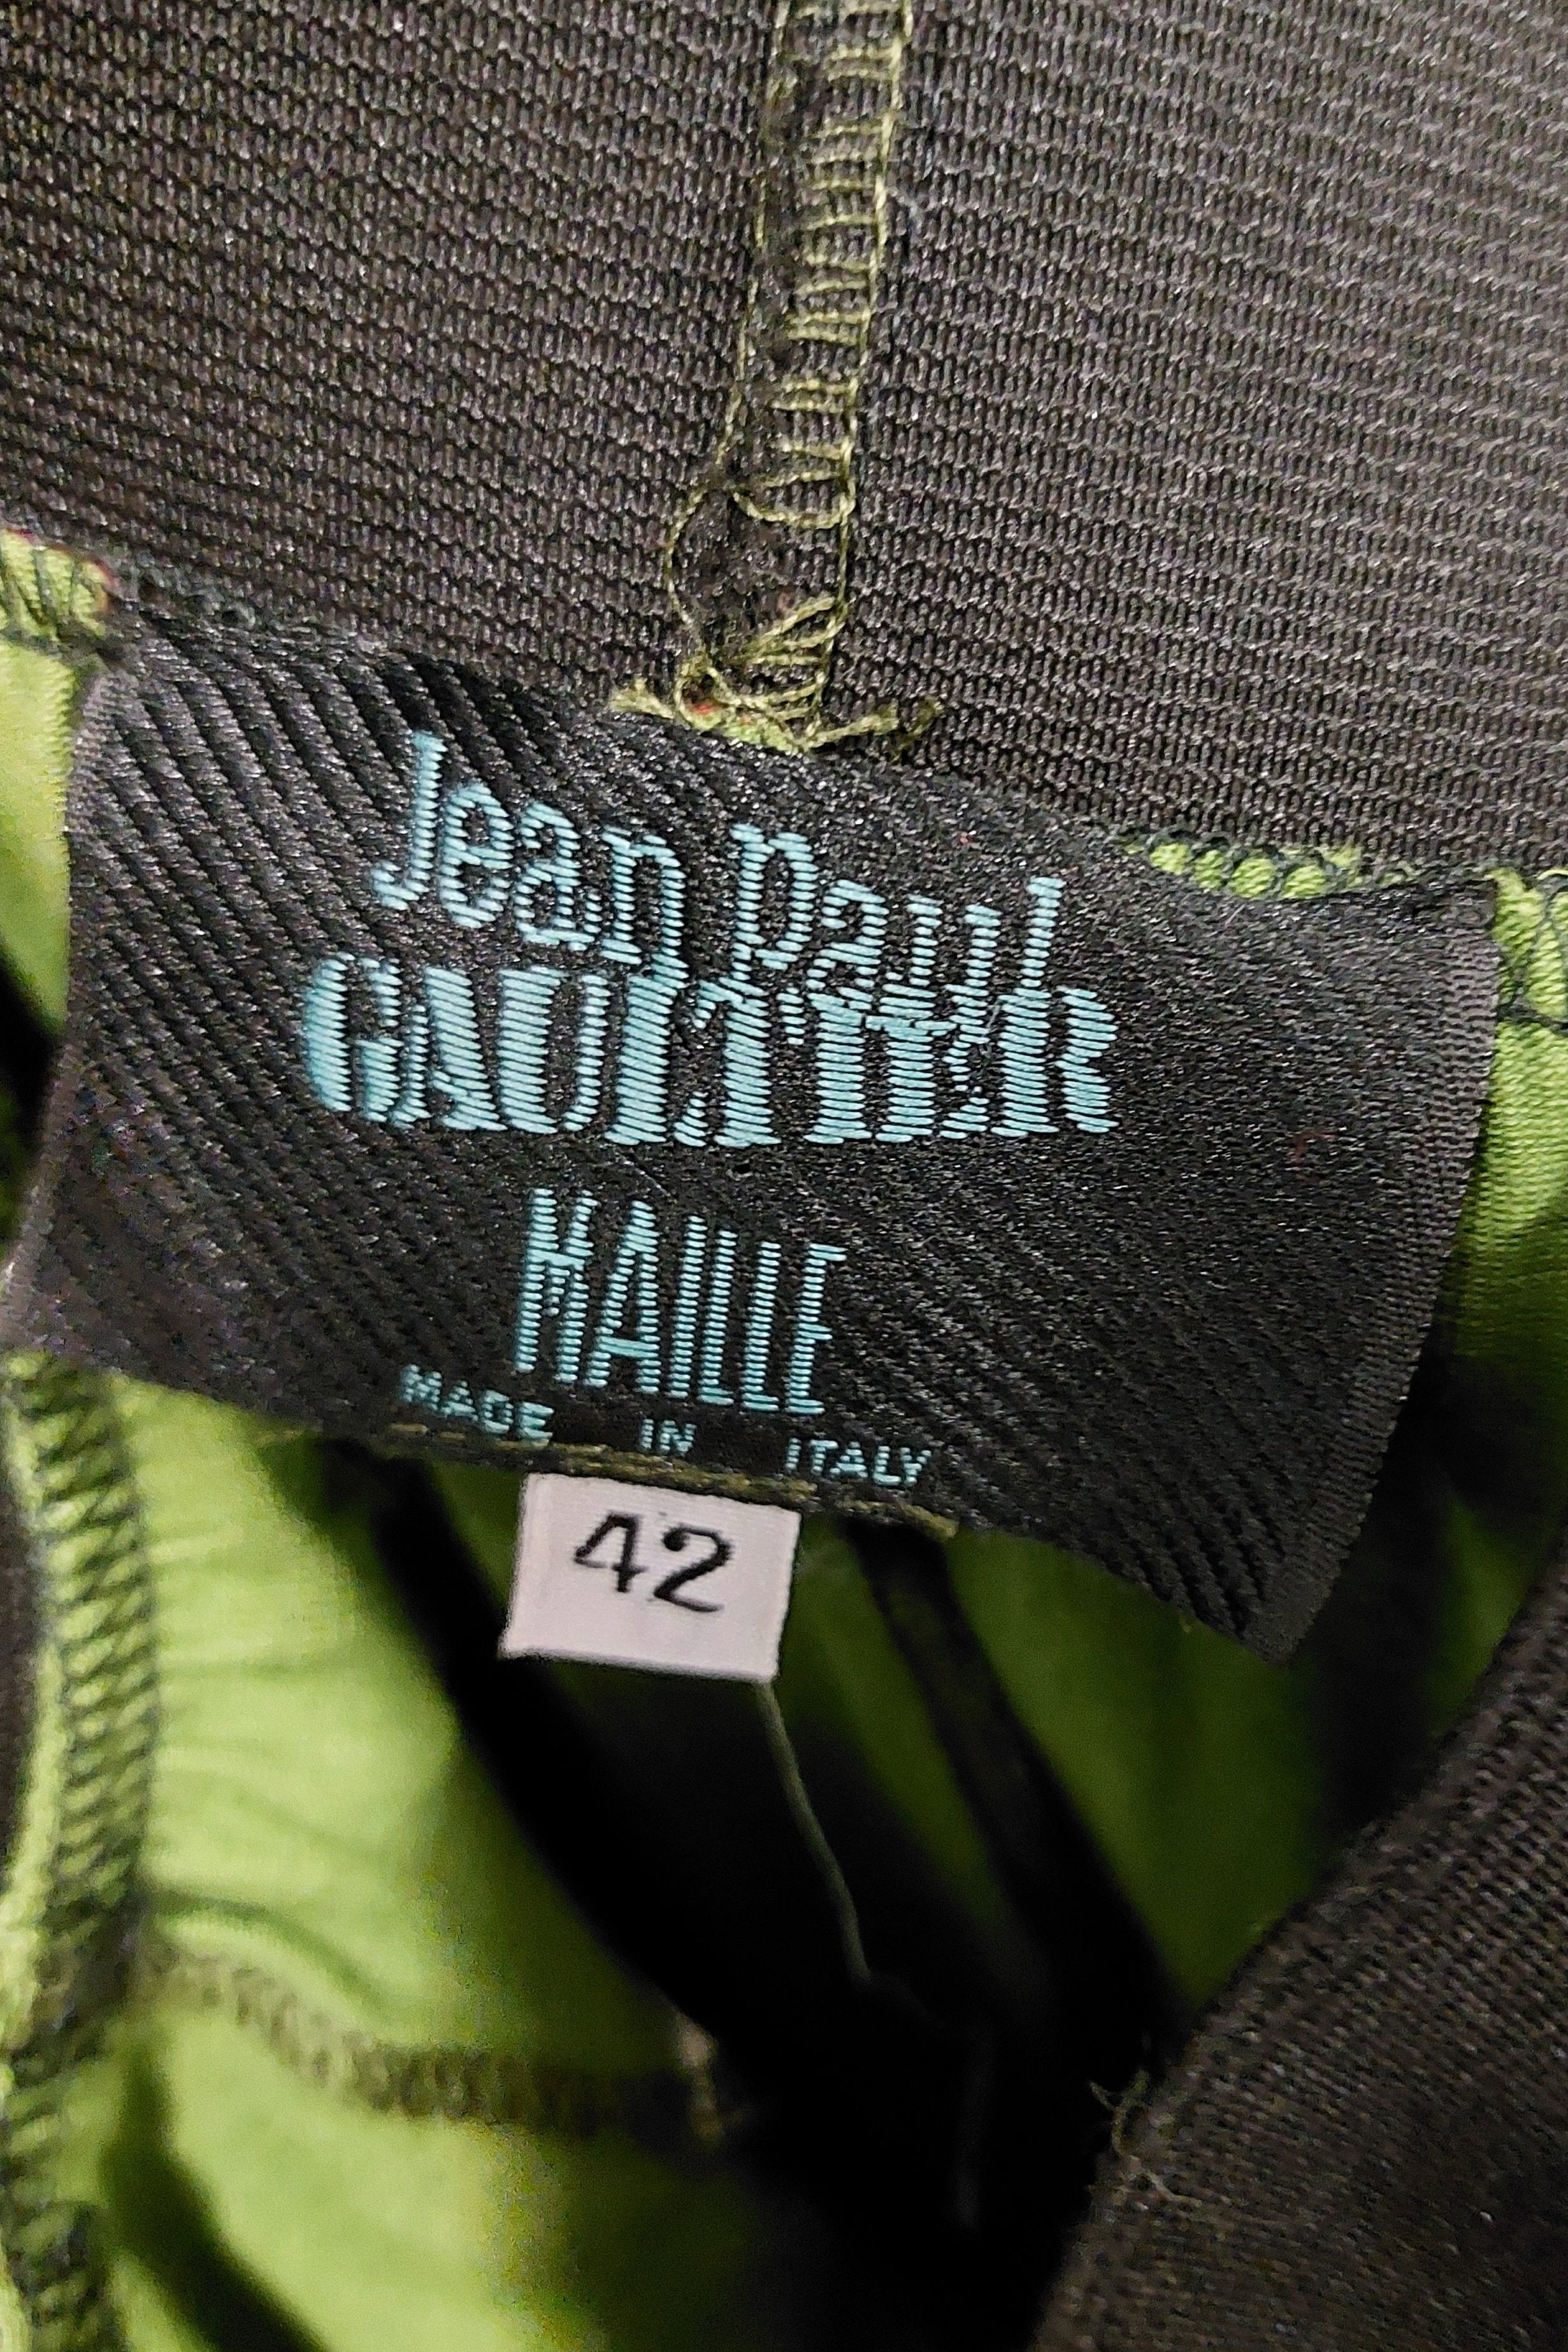 Jean Paul
GAULTIER
MAILLE
MADE IN ITALY
42